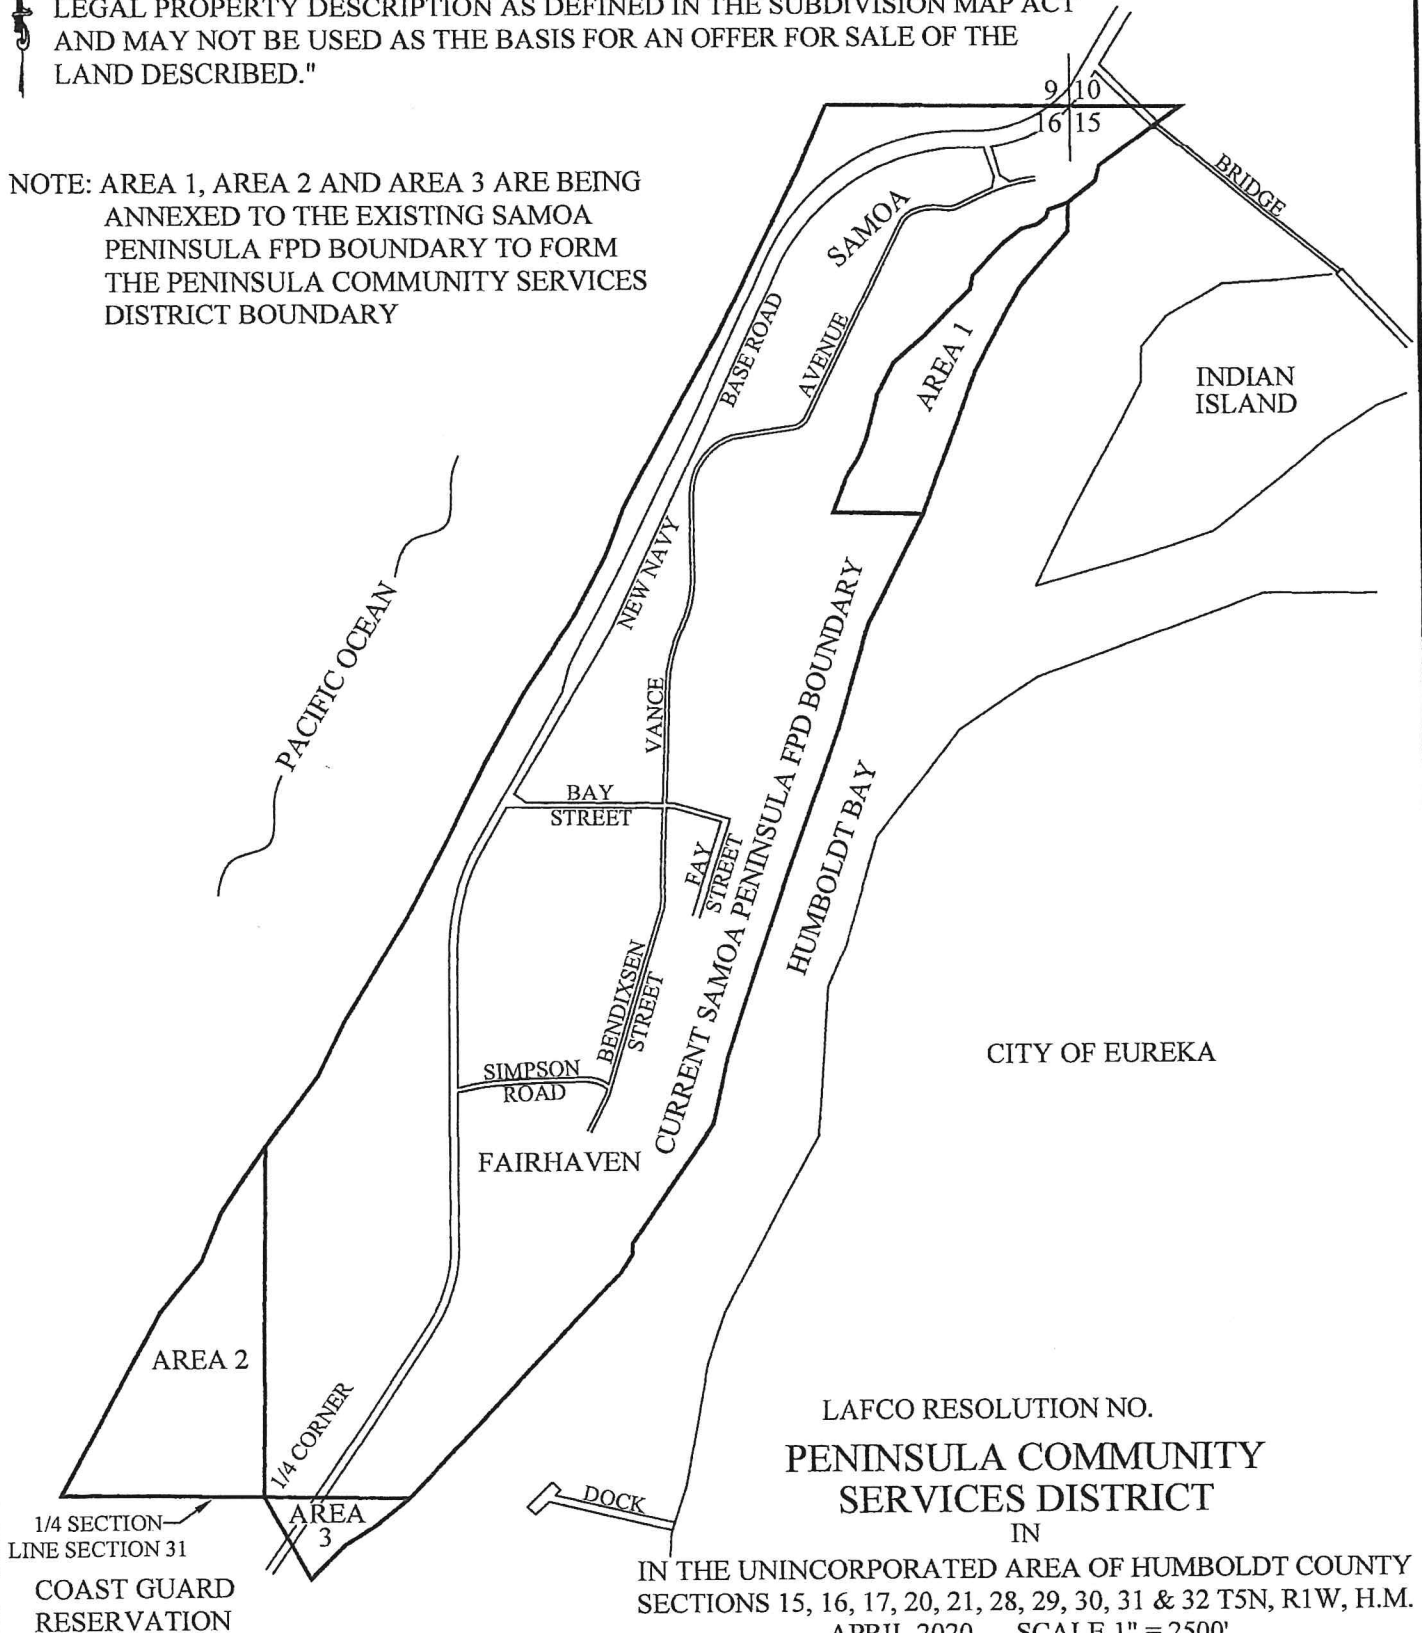 LEGAL PROPERTY DESCRIPTION AS DEFINED IN THE SUBDIVISION MAP ACT
AND MAY NOT BE USED AS THE BASIS FOR AN OFFER FOR SALE OF THE
LAND DESCRIBED."
9 10
16 15
NOTE: AREA 1, AREA 2 AND AREA 3 ARE BEING
ANNEXED TO THE EXISTING SAMOA
PENINSULA FPD BOUNDARY TO FORM
THE PENINSULA COMMUNITY SERVICES
DISTRICT BOUNDARY
BRIDGE
SAMOA
BASE ROAD
AVENUE
AREA 1
INDIAN
ISLAND
NEW NAVY
PACIFIC OCEAN
VANCE
BAY
STREET
FAY
STREET
CURRENT SAMOA PENINSULA FPD BOUNDARY
HUMBOLDT BAY
BENDIXSEN
STREET
SIMPSON
ROAD
CITY OF EUREKA
FAIRHAVEN
AREA 2
1/4 CORNER
AREA
3
1/4 SECTION
LINE SECTION 31
COAST GUARD
RESERVATION
DOCK
LAFCO RESOLUTION NO.
PENINSULA COMMUNITY
SERVICES DISTRICT
IN
IN THE UNINCORPORATED AREA OF HUMBOLDT COUNTY
SECTIONS 15, 16, 17, 20, 21, 28, 29, 30, 31 & 32 T5N, R1W, H.M.
APRIL 2020 SCALE 1" = 2500'